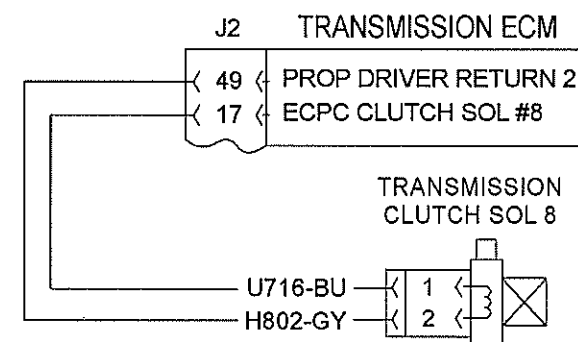 J2 TRANSMISSION ECM
49 PROP DRIVER RETURN 2
17 ECPC CLUTCH SOL #8
TRANSMISSION
CLUTCH SOL 8
U716-BU 1
H802-GY 2